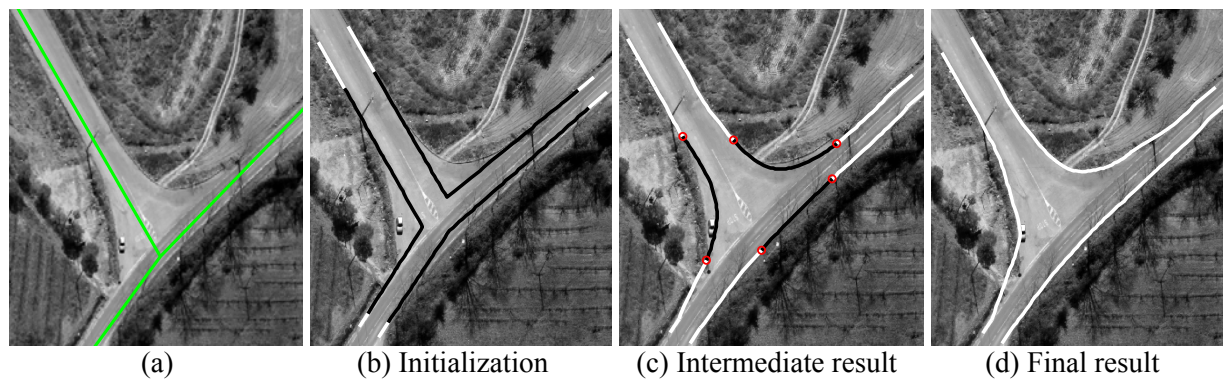 (a) (b) Initialization (c) Intermediate result (d) Final result